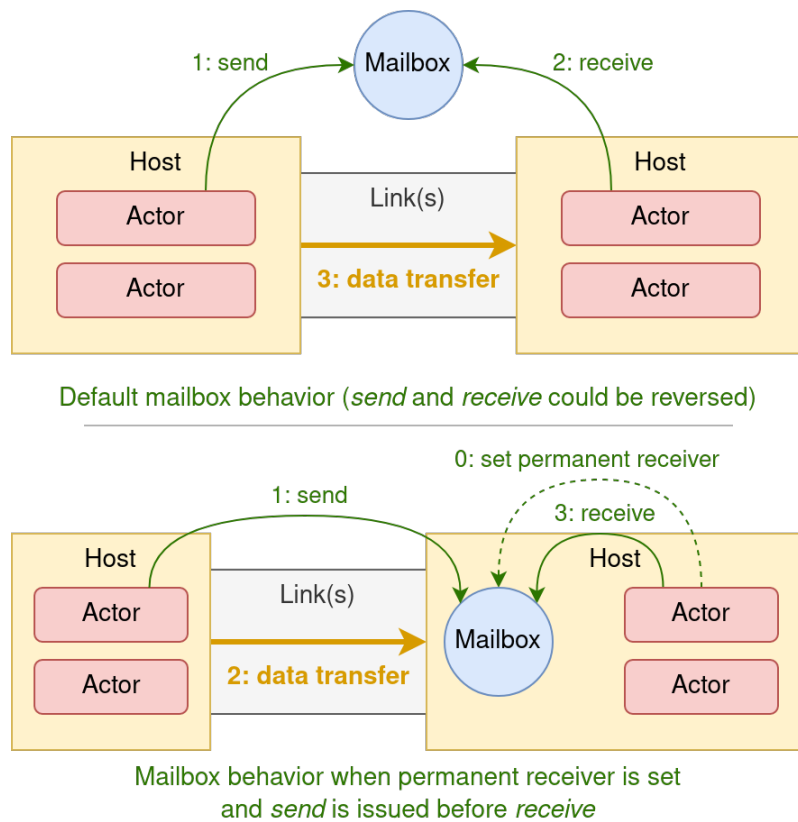 1: send
Mailbox
2: receive
Host
Host
Link(s)
Actor
Actor
3: data transfer
Actor
Actor
Default mailbox behavior (send and receive could be reversed)
0: set permanent receiver
1: send
3: receive
Host
Host
Link(s)
Actor
Actor
Mailbox
2: data transfer
Actor
Actor
Mailbox behavior when permanent receiver is set
and send is issued before receive